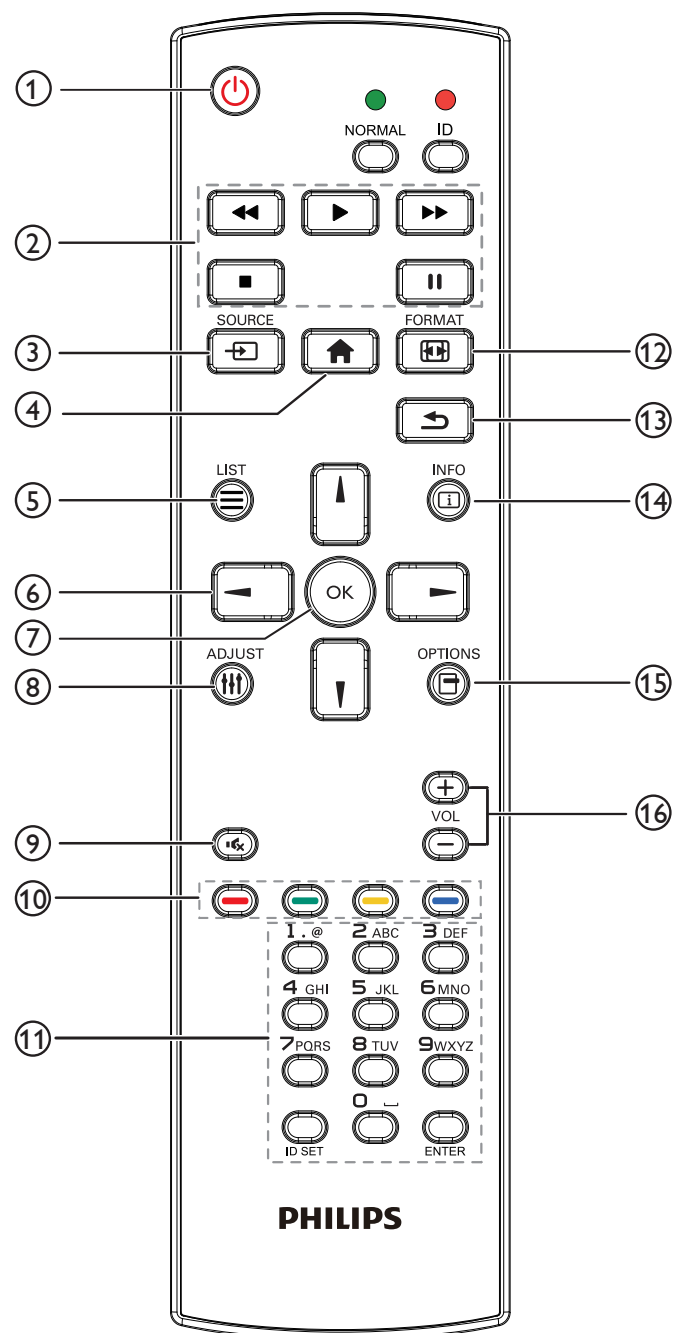 1
NORMAL ID
2
SOURCE FORMAT
3 12
4 13
LIST INFO
5 14
6 OK
7
ADJUST OPTIONS
8 15
+
VOL 16
9 −
10
1 . @ 2 ABC 3 DEF
4 GHI 5 JKL 6 MNO
11
7 PQRS 8 TUV 9 WXYZ
0 ⎵
ID SET ENTER
PHILIPS